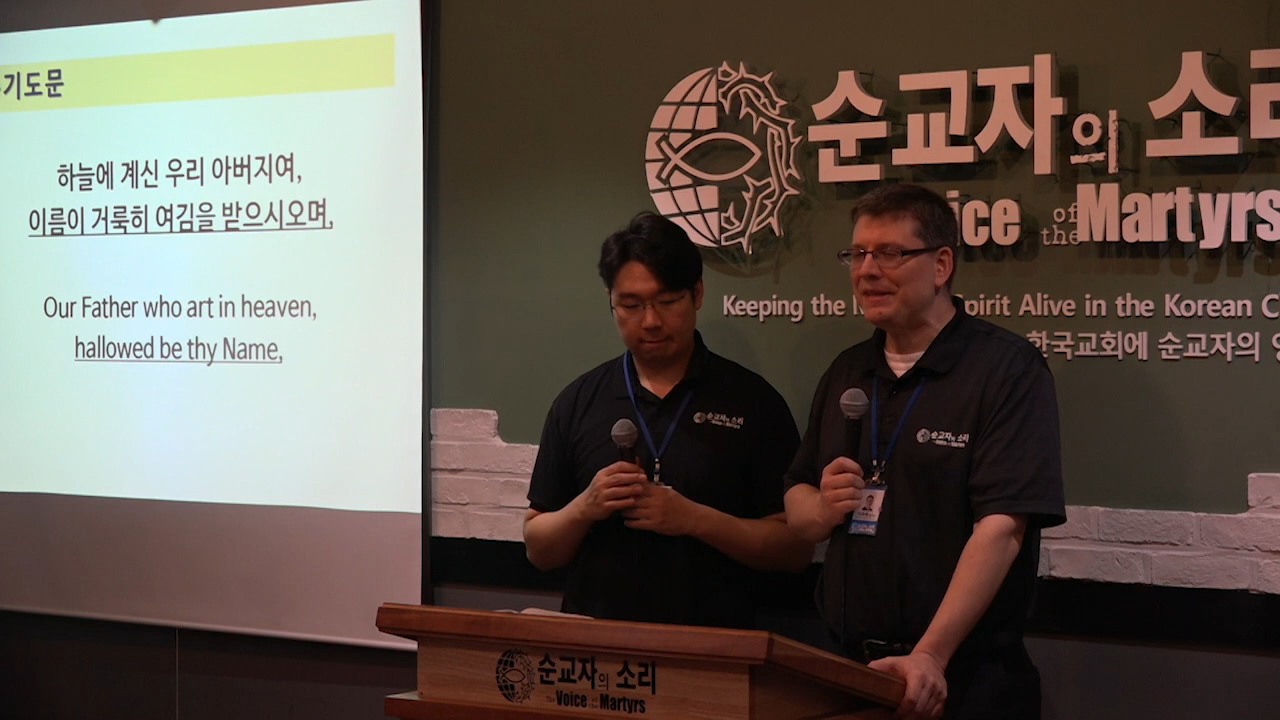 기도문
하늘에 계신 우리 아버지여,
이름이 거룩히 여김을 받으시오며,
Our Father who art in heaven,
hallowed be thy Name,
순교자의 소리
Voice of the Martyrs
Keeping the Spirit Alive in the Korean
한국교회에 순교자의
순교자의 소리
순교자의 소리
순교자의 소리
The Voice of the Martyrs